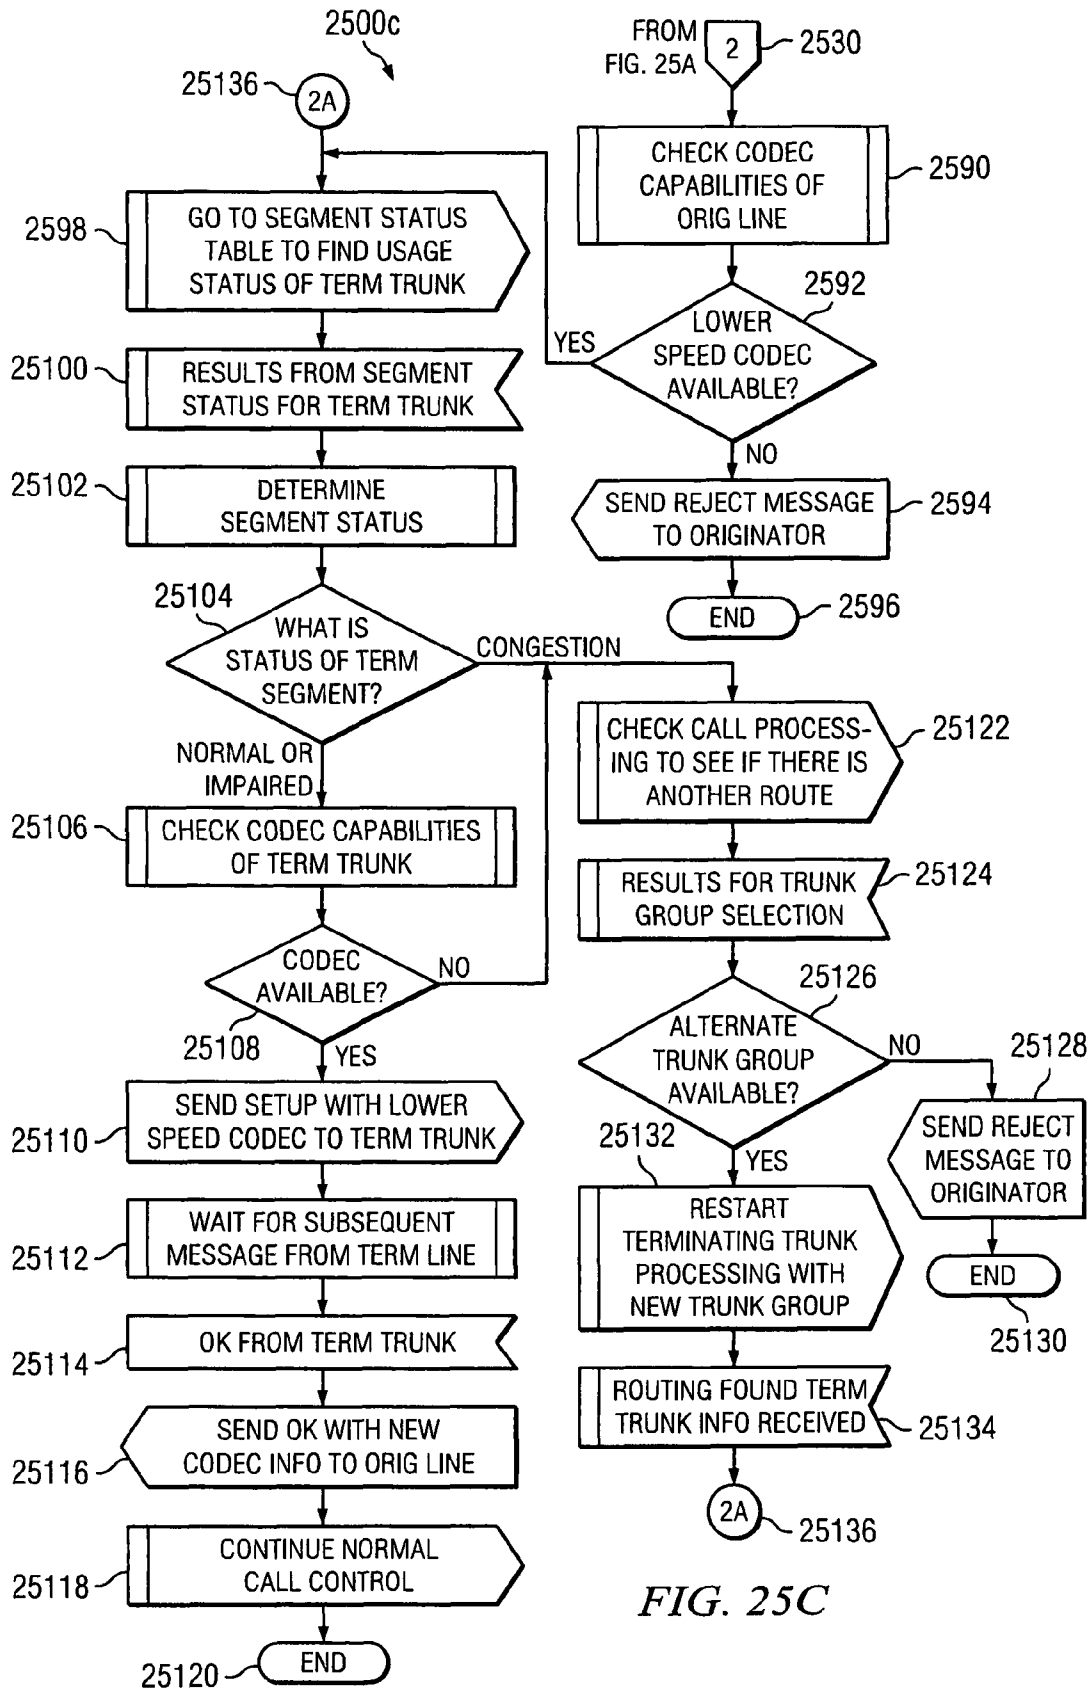 2500c
FROM
FIG. 25A
2
2530
25136
2A
CHECK CODEC
CAPABILITIES OF
ORIG LINE
2590
2598
GO TO SEGMENT STATUS
TABLE TO FIND USAGE
STATUS OF TERM TRUNK
2592
LOWER
SPEED CODEC
AVAILABLE?
YES
NO
25100
RESULTS FROM SEGMENT
STATUS FOR TERM TRUNK
25102
DETERMINE
SEGMENT STATUS
SEND REJECT MESSAGE
TO ORIGINATOR
2594
END
2596
25104
WHAT IS
STATUS OF TERM
SEGMENT?
CONGESTION
NORMAL OR
IMPAIRED
CHECK CALL PROCESS-
ING TO SEE IF THERE IS
ANOTHER ROUTE
25122
25106
CHECK CODEC CAPABILITIES
OF TERM TRUNK
RESULTS FOR TRUNK
GROUP SELECTION
25124
CODEC
AVAILABLE?
NO
25108
YES
25126
ALTERNATE
TRUNK GROUP
AVAILABLE?
NO
YES
25128
SEND REJECT
MESSAGE TO
ORIGINATOR
END
25130
25110
SEND SETUP WITH LOWER
SPEED CODEC TO TERM TRUNK
25132
RESTART
TERMINATING TRUNK
PROCESSING WITH
NEW TRUNK GROUP
25112
WAIT FOR SUBSEQUENT
MESSAGE FROM TERM LINE
25114
OK FROM TERM TRUNK
ROUTING FOUND TERM
TRUNK INFO RECEIVED
25134
25116
SEND OK WITH NEW
CODEC INFO TO ORIG LINE
2A
25136
25118
CONTINUE NORMAL
CALL CONTROL
25120
END
FIG. 25C